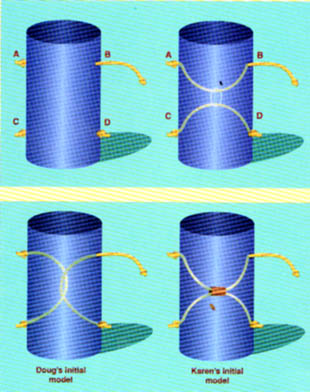 A B
C D
A B
C D
Doug's initial
model
Karen's initial
model